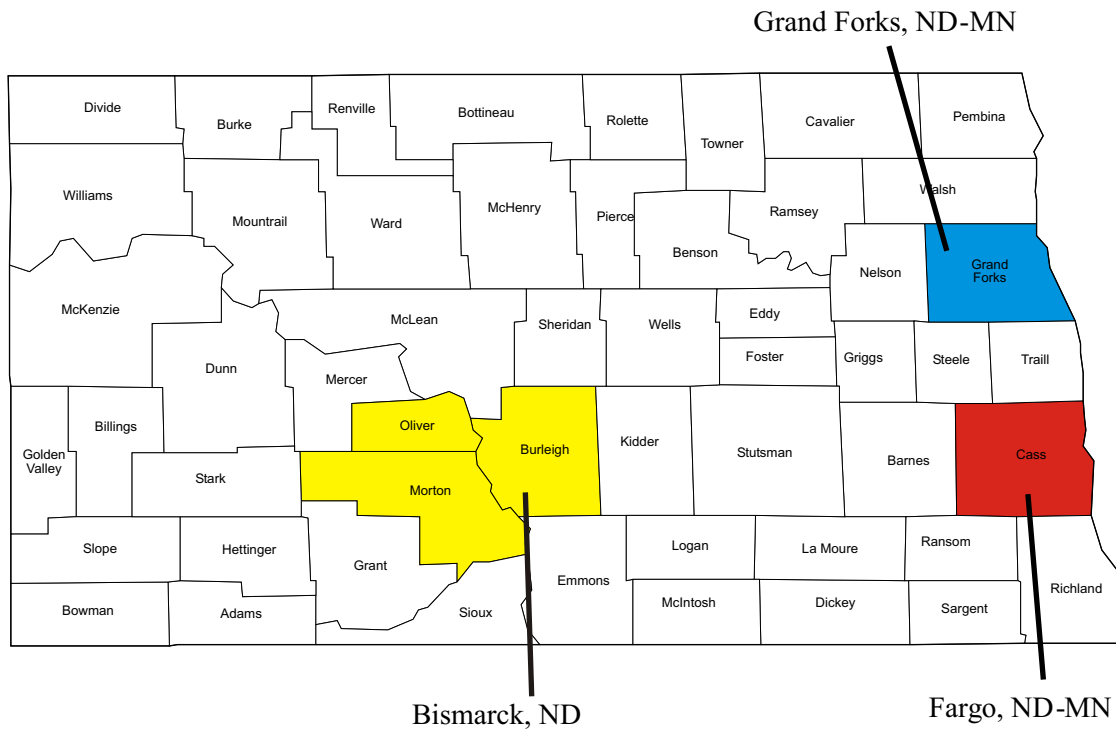 Grand Forks, ND-MN
Divide
Burke
Renville
Bottineau
Rolette
Towner
Cavalier
Pembina
Williams
Mountrail
Ward
McHenry
Pierce
Benson
Ramsey
Walsh
Nelson
Grand
Forks
McKenzie
Dunn
McLean
Sheridan
Wells
Eddy
Foster
Griggs
Steele
Traill
Mercer
Oliver
Golden
Valley
Billings
Stark
Morton
Burleigh
Kidder
Stutsman
Barnes
Cass
Slope
Hettinger
Grant
Emmons
Logan
La Moure
Ransom
Richland
Bowman
Adams
Sioux
McIntosh
Dickey
Sargent
Bismarck, ND
Fargo, ND-MN